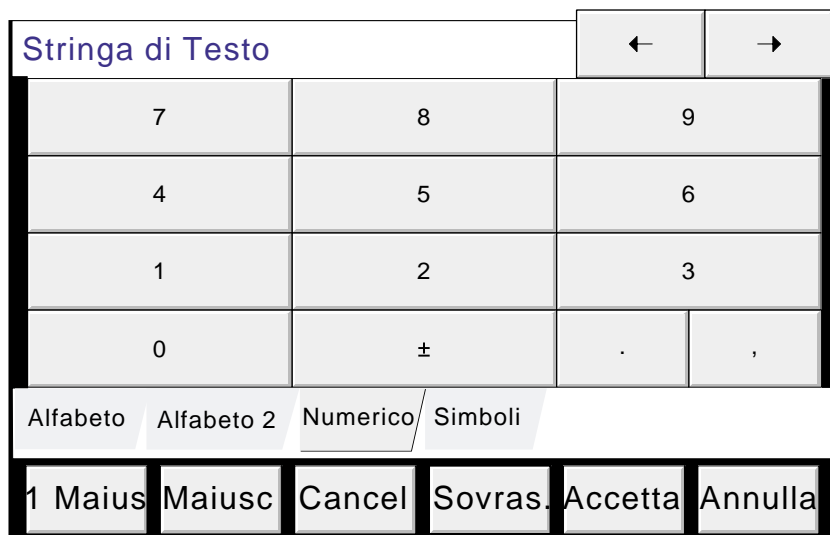 Stringa di Testo ← →
7 8 9
4 5 6
1 2 3
0 ± . ,
Alfabeto Alfabeto 2 Numerico Simboli
1 Maius Maiusc Cancel Sovras. Accetta Annulla